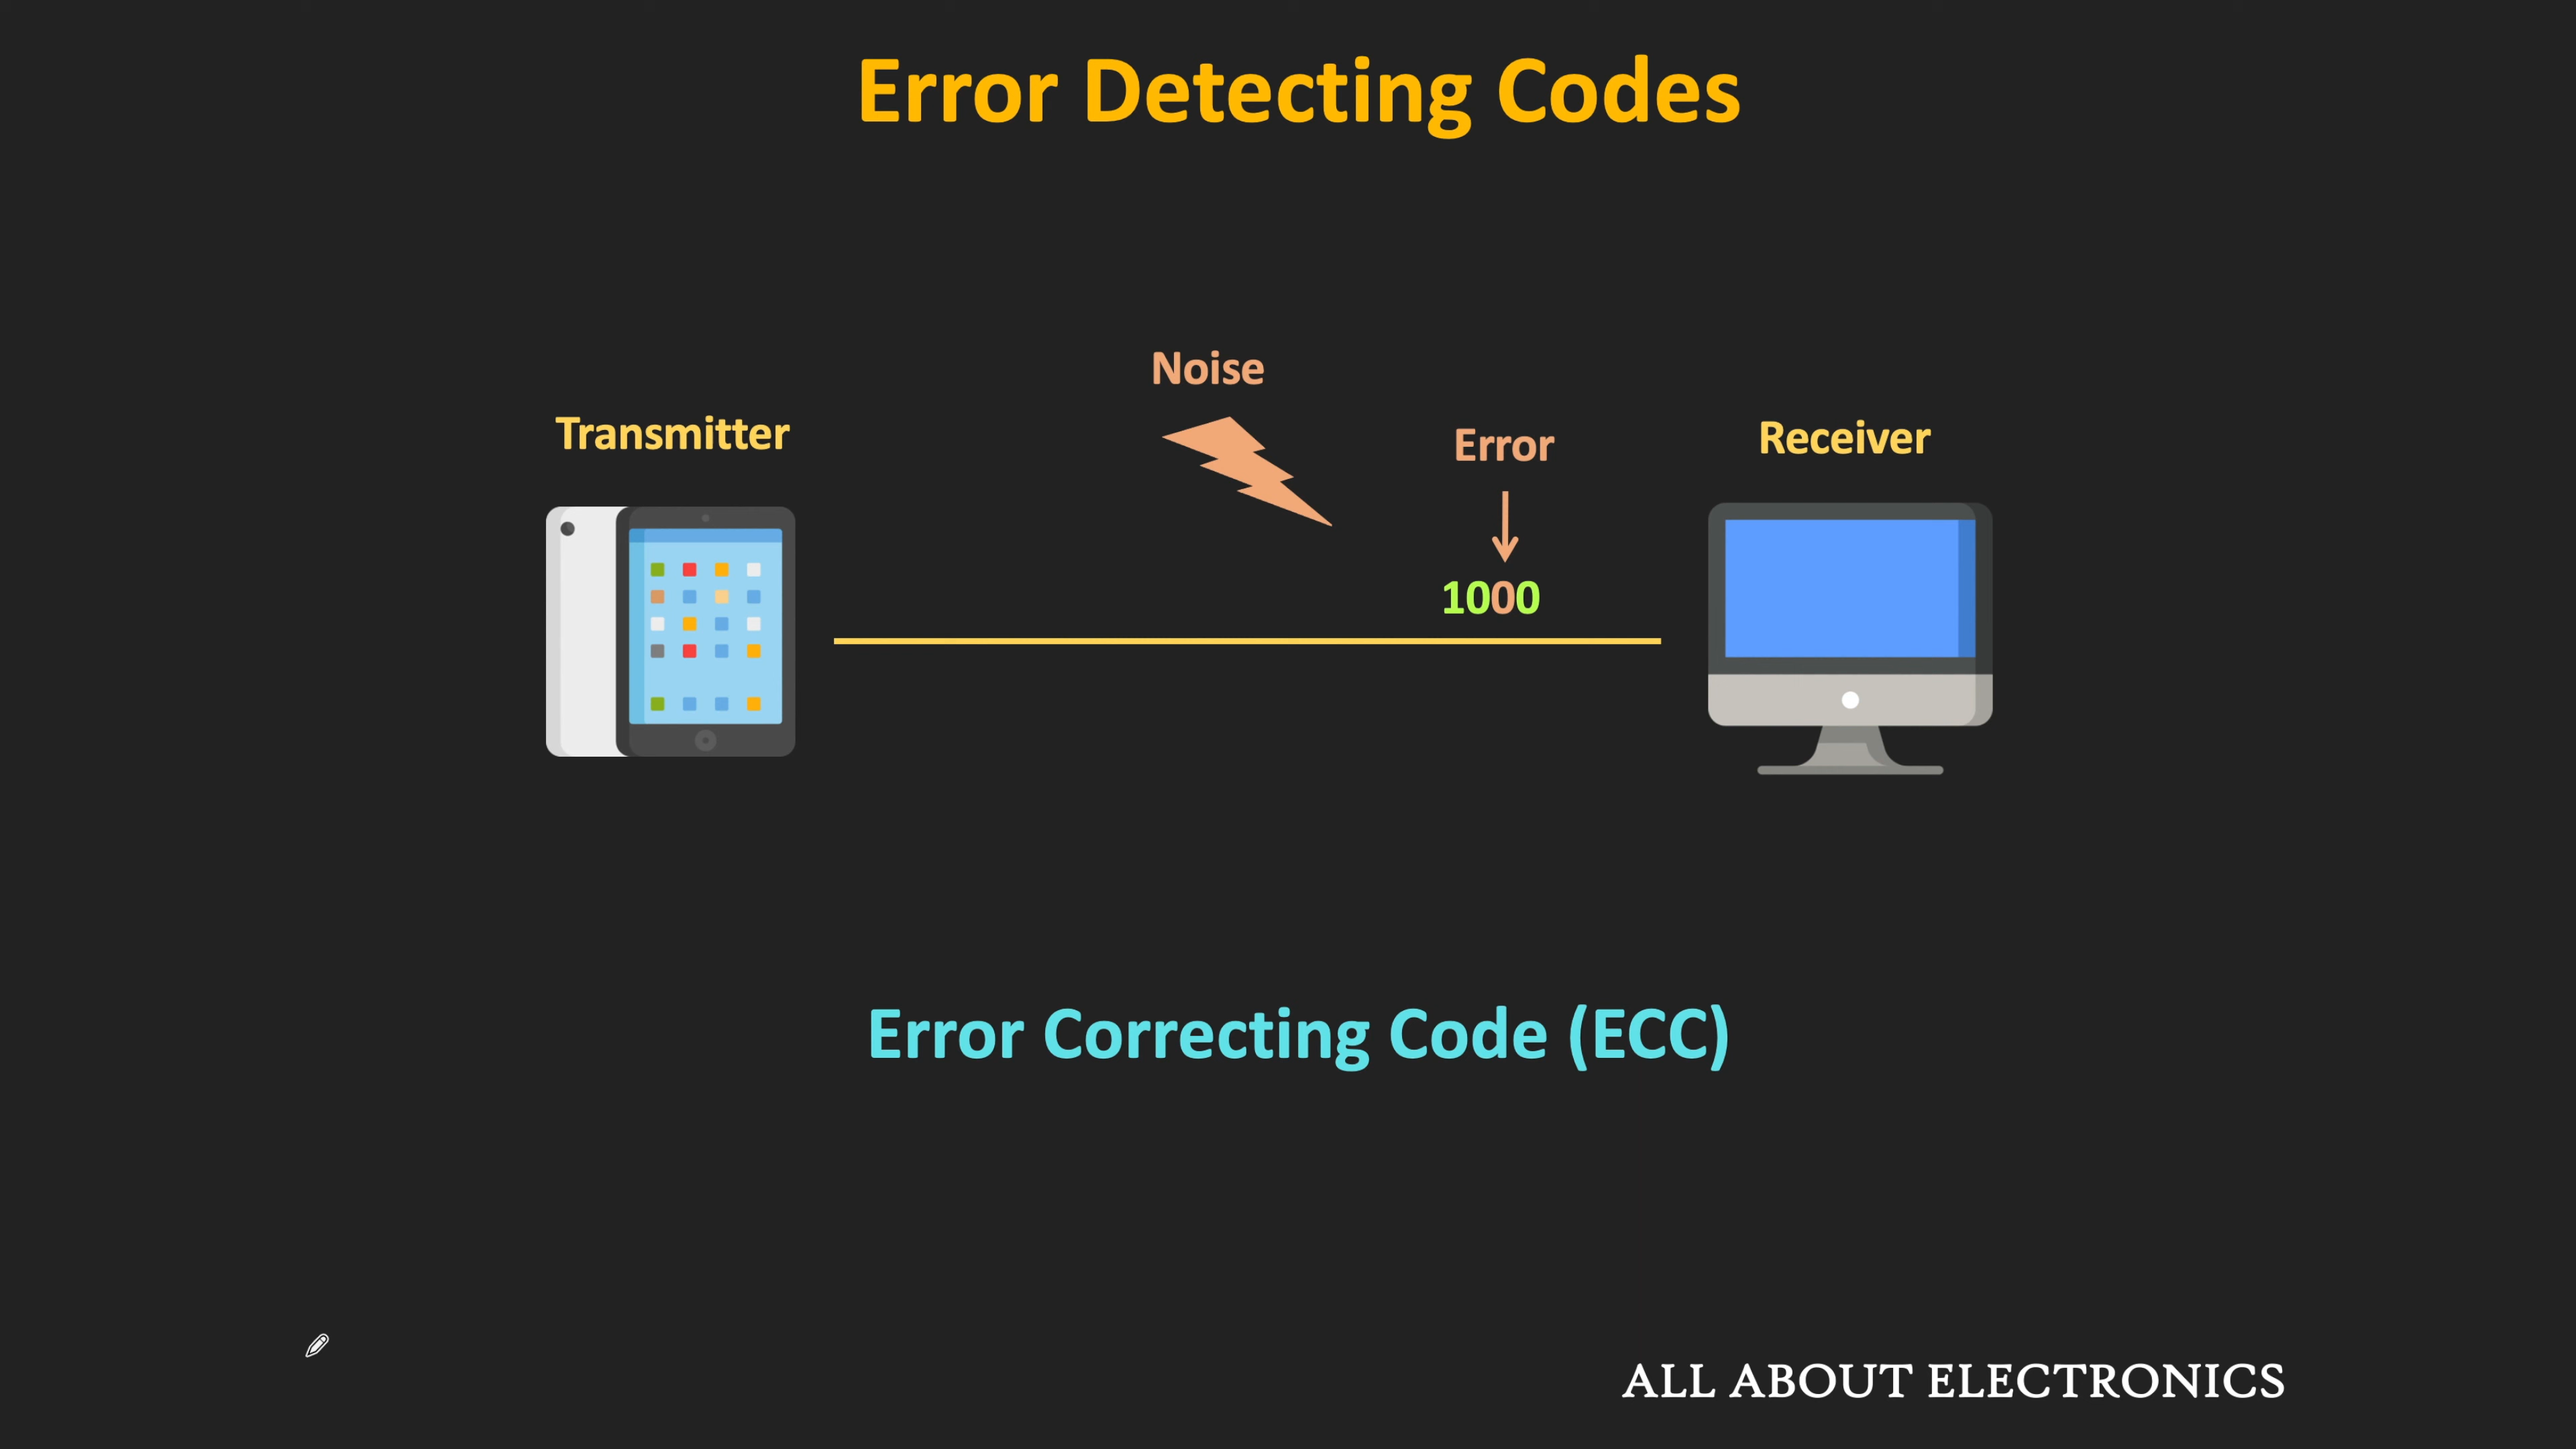 Error Detecting Codes
Noise
Transmitter
Error
Receiver
1000
Error Correcting Code (ECC)
ALL ABOUT ELECTRONICS